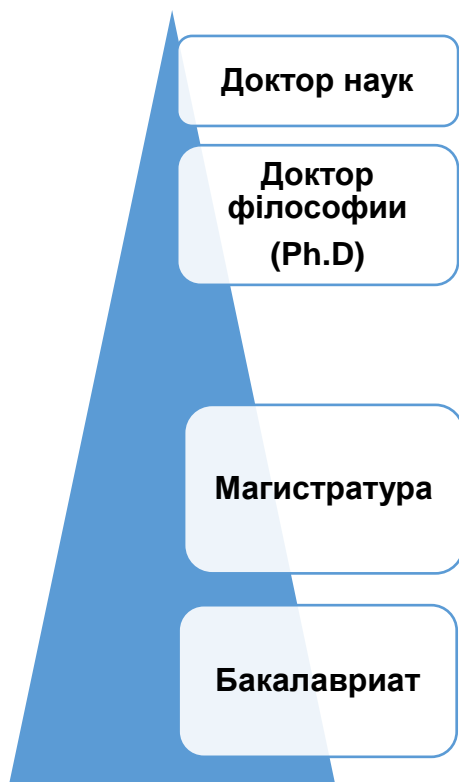 Доктор наук
Доктор
філософии
(Ph.D)
Магистратура
Бакалавриат